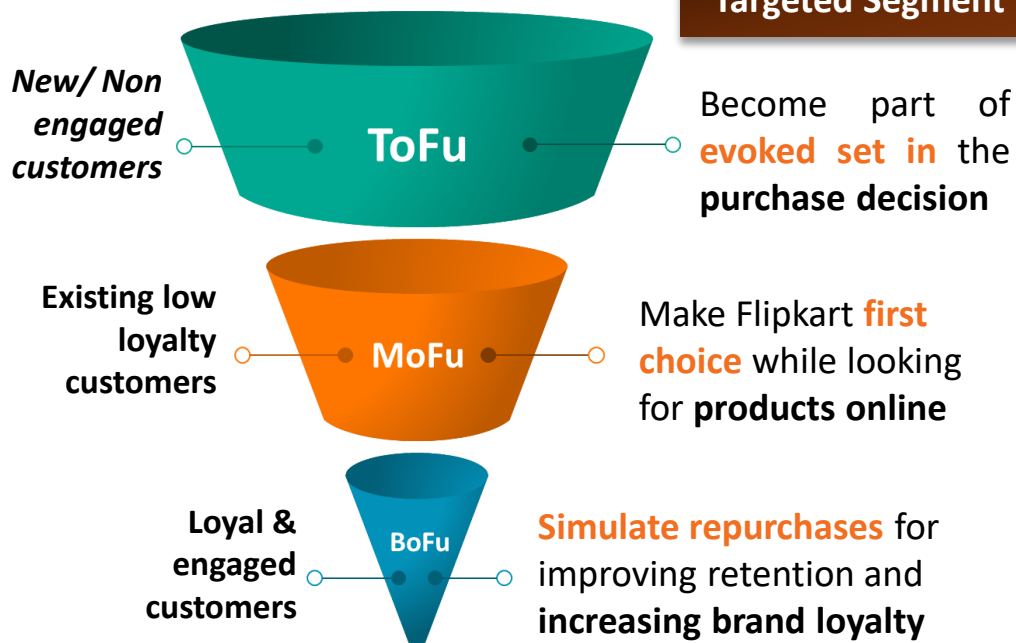 Targeted Segment
New/ Non
engaged
customers
ToFu
Become part of
evoked set in the
purchase decision
Existing low
loyalty
customers
MoFu
Make Flipkart first
choice while looking
for products online
Loyal &
engaged
customers
BoFu
Simulate repurchases for
improving retention and
increasing brand loyalty